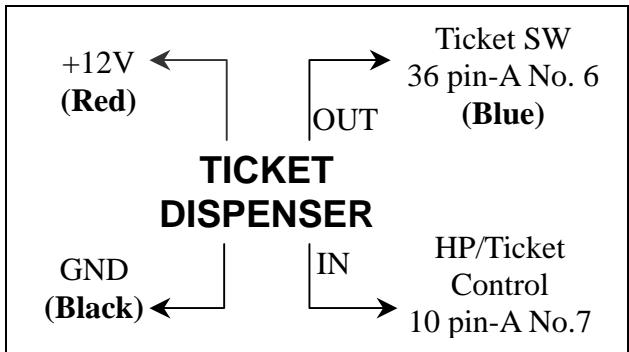 +12V
(Red)
Ticket SW
36 pin-A No. 6
(Blue)
OUT
TICKET
DISPENSER
GND
(Black)
IN
HP/Ticket
Control
10 pin-A No.7